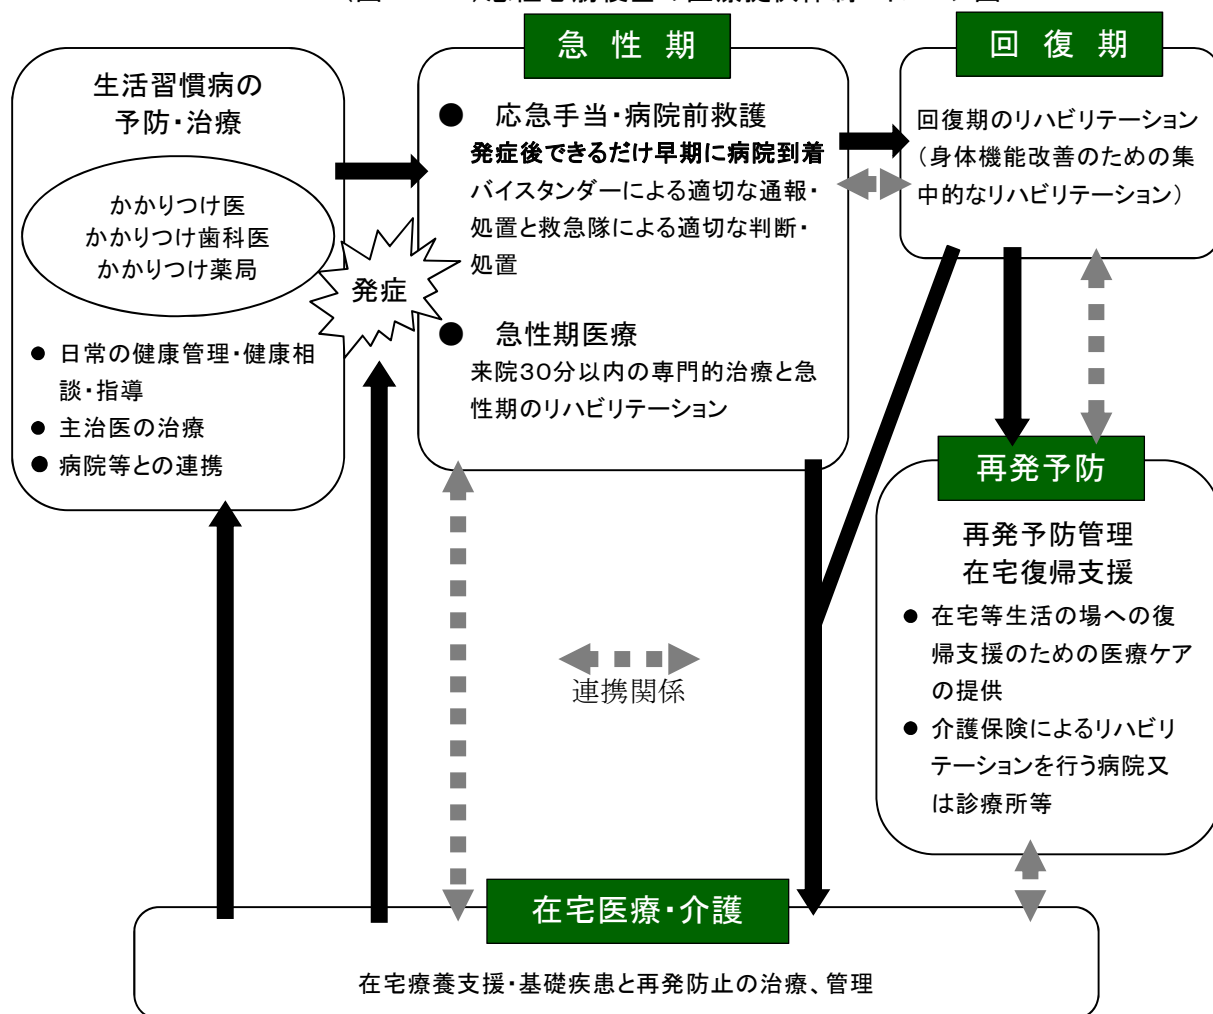 急性期
回復期
生活習慣病の
予防・治療
かかりつけ医
かかりつけ歯科医
かかりつけ薬局
● 日常の健康管理・健康相
談・指導
● 主治医の治療
● 病院等との連携
発症
● 応急手当・病院前救護
発症後できるだけ早期に病院到着
バイスタンダーによる適切な通報・
処置と救急隊による適切な判断・
処置
● 急性期医療
来院30分以内の専門的治療と急
性期のリハビリテーション
回復期のリハビリテーション
（身体機能改善のための集
中的なリハビリテーション）
再発予防
再発予防管理
在宅復帰支援
● 在宅等生活の場への復
帰支援のための医療ケア
の提供
● 介護保険によるリハビリ
テーションを行う病院又
は診療所等
連携関係
在宅医療・介護
在宅療養支援・基礎疾患と再発防止の治療、管理